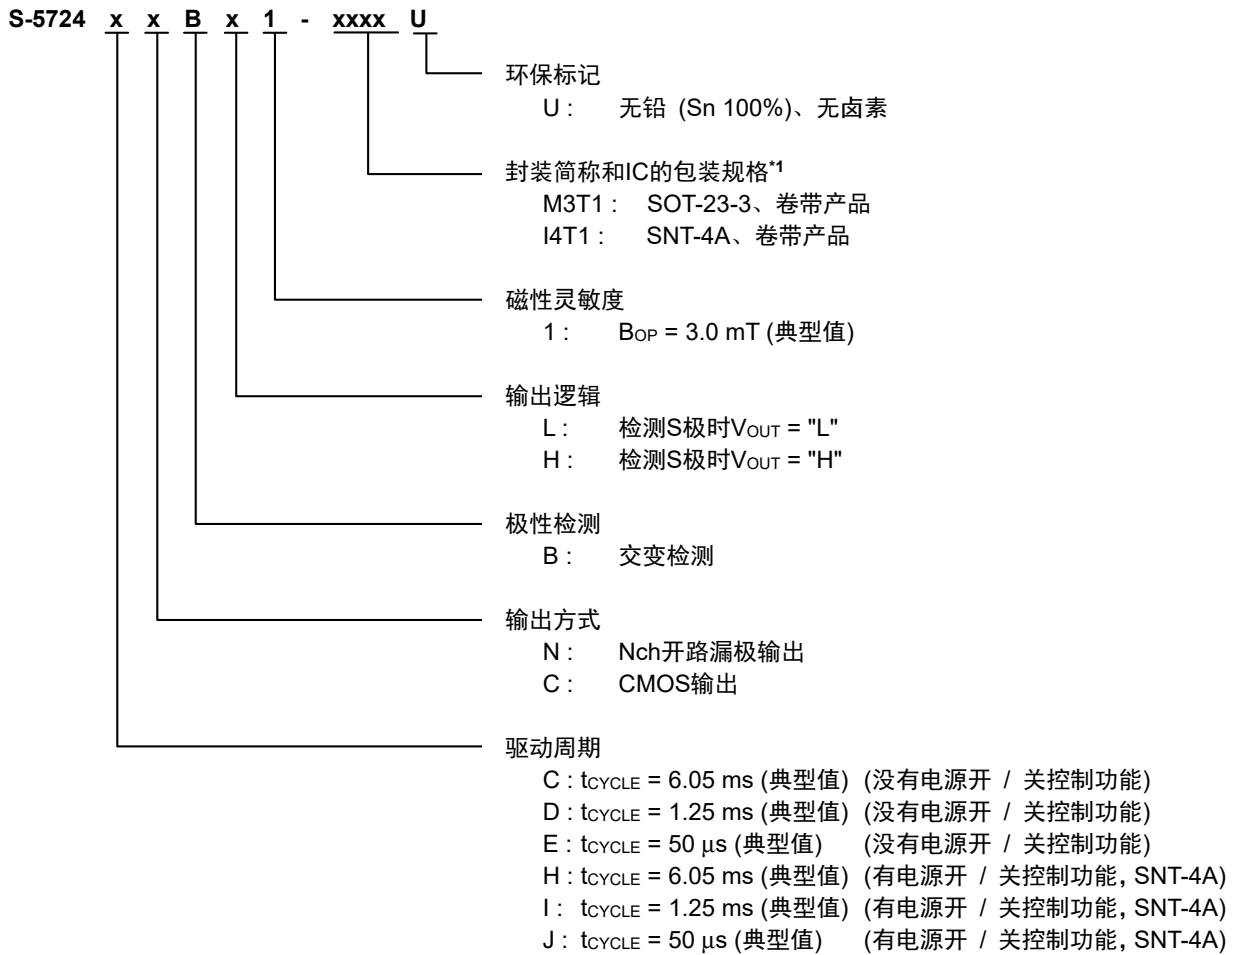 S-5724 x x B x 1 - xxxx U
环保标记
U : 无铅 (Sn 100%)、无卤素
封装简称和IC的包装规格*1
M3T1 : SOT-23-3、卷带产品
I4T1 : SNT-4A、卷带产品
磁性灵敏度
1 : BOP = 3.0 mT (典型值)
输出逻辑
L : 检测S极时VOUT = "L"
H : 检测S极时VOUT = "H"
极性检测
B : 交变检测
输出方式
N : Nch开路漏极输出
C : CMOS输出
驱动周期
C : tCYCLE = 6.05 ms (典型值) (没有电源开 / 关控制功能)
D : tCYCLE = 1.25 ms (典型值) (没有电源开 / 关控制功能)
E : tCYCLE = 50 μs (典型值) (没有电源开 / 关控制功能)
H : tCYCLE = 6.05 ms (典型值) (有电源开 / 关控制功能, SNT-4A)
I : tCYCLE = 1.25 ms (典型值) (有电源开 / 关控制功能, SNT-4A)
J : tCYCLE = 50 μs (典型值) (有电源开 / 关控制功能, SNT-4A)